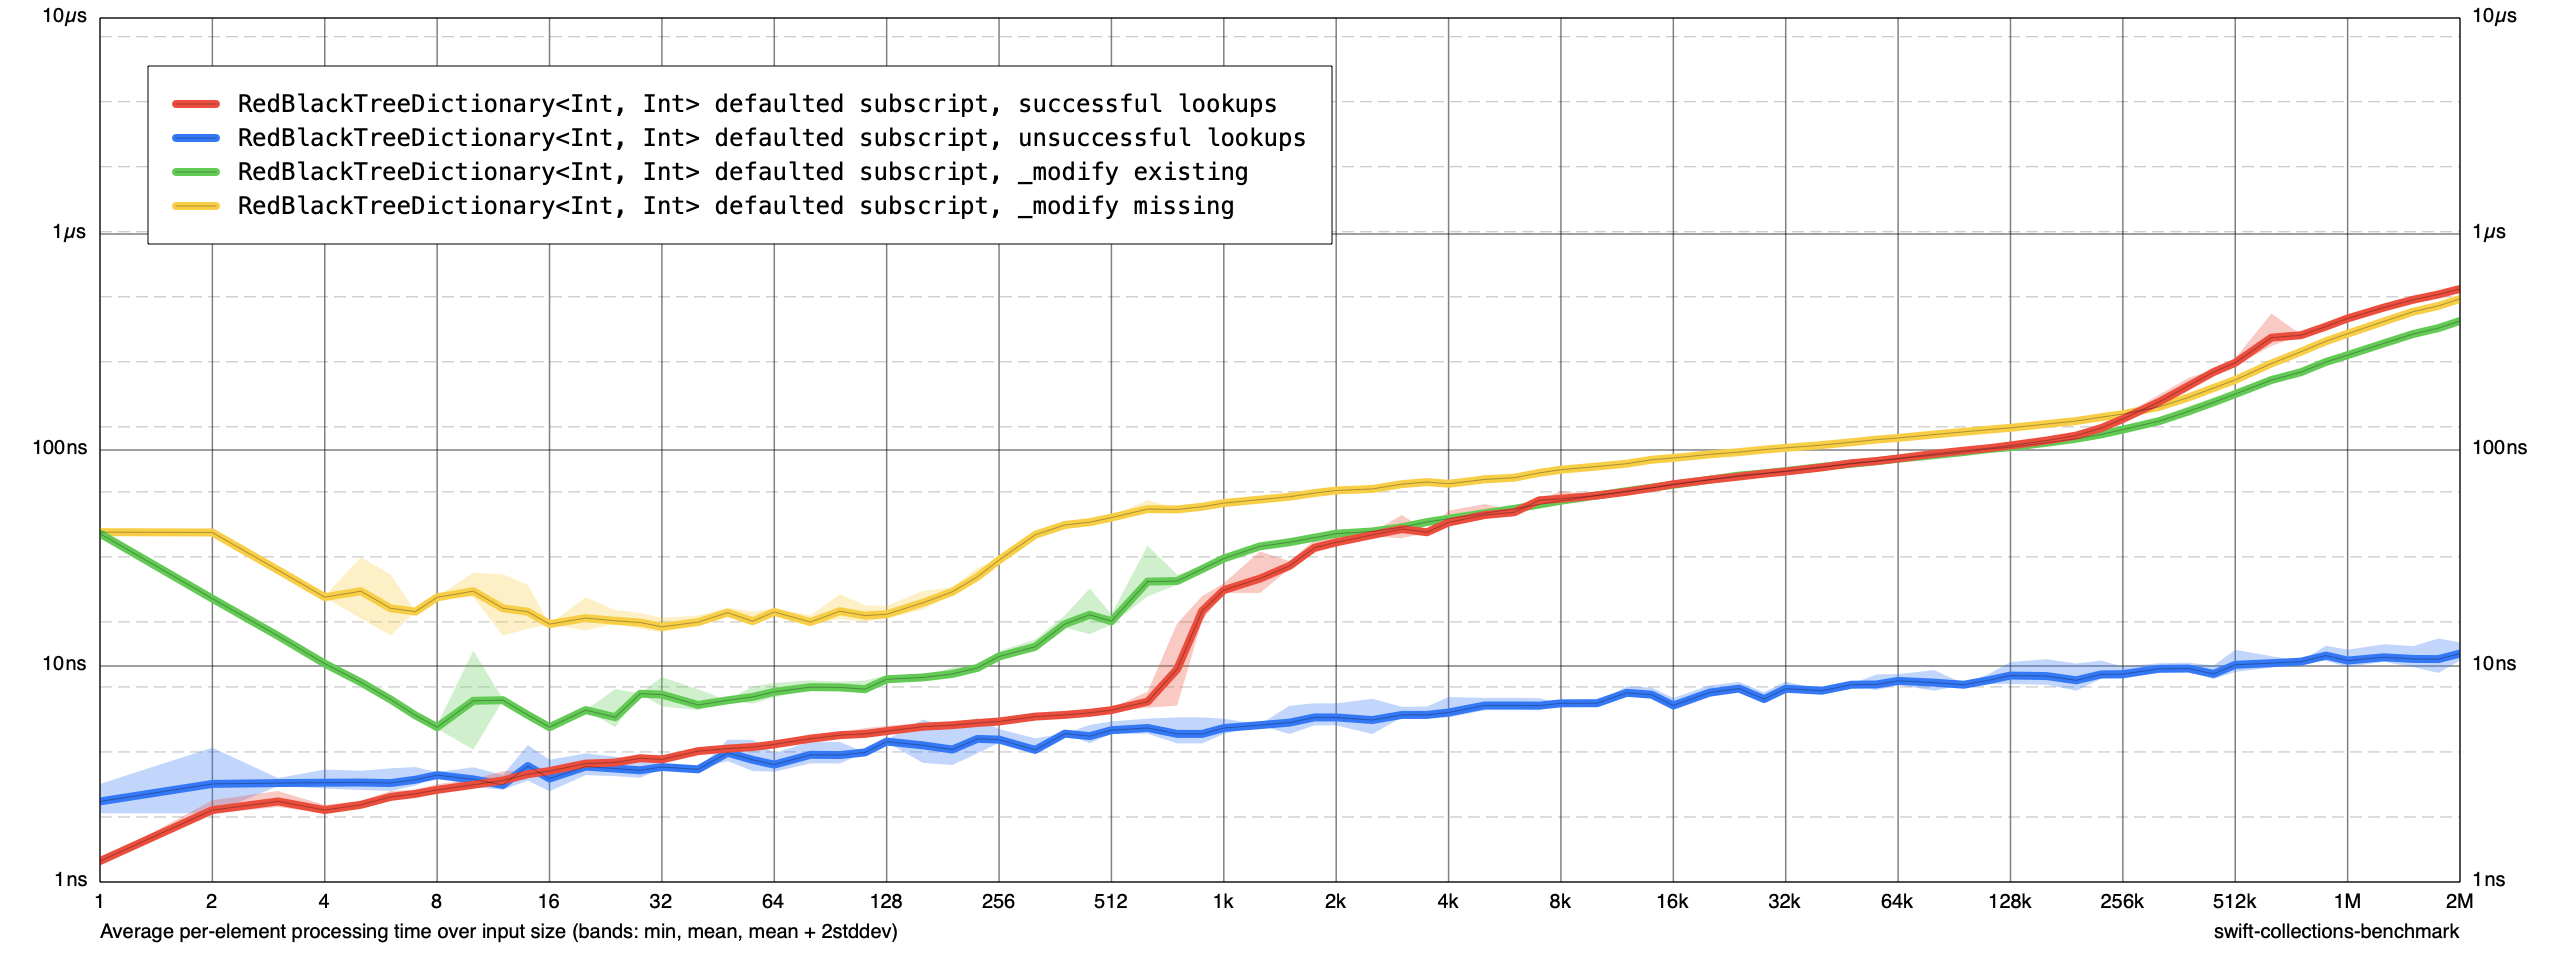 10µs
10µs
RedBlackTreeDictionary<Int, Int> defaulted subscript, successful lookups
RedBlackTreeDictionary<Int, Int> defaulted subscript, unsuccessful lookups
RedBlackTreeDictionary<Int, Int> defaulted subscript, _modify existing
RedBlackTreeDictionary<Int, Int> defaulted subscript, _modify missing
1µs
1µs
100ns
100ns
10ns
10ns
1ns
1ns
1 2 4 8 16 32 64 128 256 512 1k 2k 4k 8k 16k 32k 64k 128k 256k 512k 1M 2M
Average per-element processing time over input size (bands: min, mean, mean + 2stddev)
swift-collections-benchmark